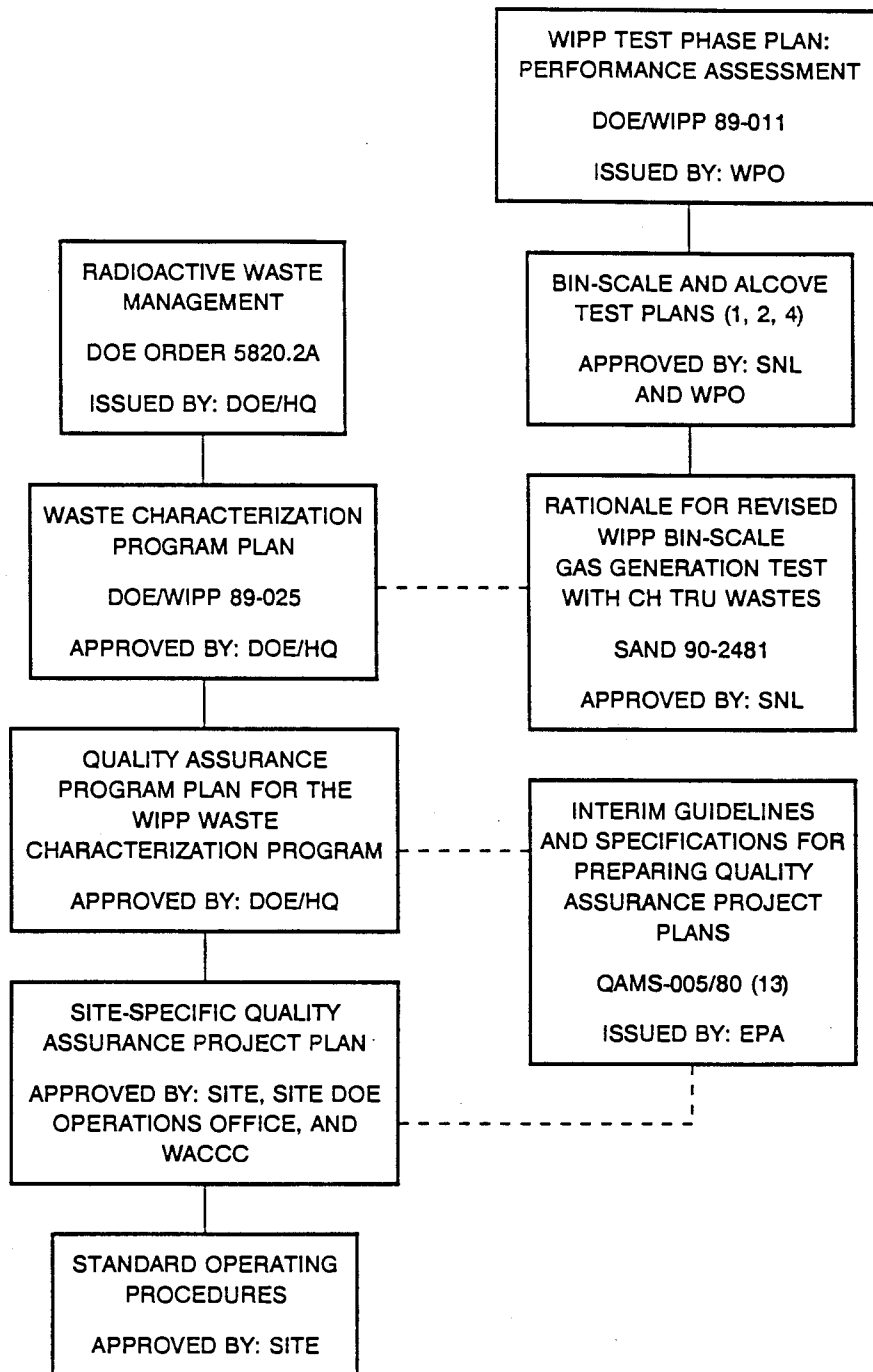 WIPP TEST PHASE PLAN:
PERFORMANCE ASSESSMENT
DOE/WIPP 89-011
ISSUED BY: WPO
RADIOACTIVE WASTE
MANAGEMENT
DOE ORDER 5820.2A
ISSUED BY: DOE/HQ
BIN-SCALE AND ALCOVE
TEST PLANS (1, 2, 4)
APPROVED BY: SNL
AND WPO
WASTE CHARACTERIZATION
PROGRAM PLAN
DOE/WIPP 89-025
APPROVED BY: DOE/HQ
RATIONALE FOR REVISED
WIPP BIN-SCALE
GAS GENERATION TEST
WITH CH TRU WASTES
SAND 90-2481
APPROVED BY: SNL
QUALITY ASSURANCE
PROGRAM PLAN FOR THE
WIPP WASTE
CHARACTERIZATION PROGRAM
APPROVED BY: DOE/HQ
INTERIM GUIDELINES
AND SPECIFICATIONS FOR
PREPARING QUALITY
ASSURANCE PROJECT
PLANS
QAMS-005/80 (13)
ISSUED BY: EPA
SITE-SPECIFIC QUALITY
ASSURANCE PROJECT PLAN
APPROVED BY: SITE, SITE DOE
OPERATIONS OFFICE, AND
WACCC
STANDARD OPERATING
PROCEDURES
APPROVED BY: SITE